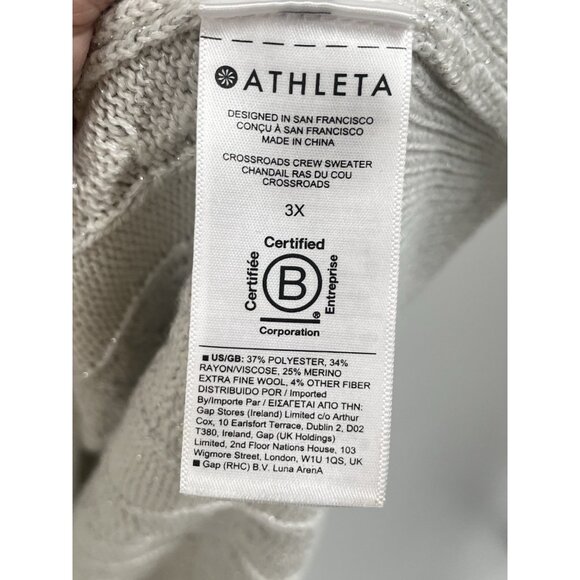 ATHLETA
DESIGNED IN SAN FRANCISCO
CONÇU À SAN FRANCISCO
MADE IN CHINA
CROSSROADS CREW SWEATER
CHANDAIL RAS DU COU
CROSSROADS
3X
Certified
Certifiée
B
Entreprise
®
Corporation
■ US/GB: 37% POLYESTER, 34%
RAYON/VISCOSE, 25% MERINO
EXTRA FINE WOOL, 4% OTHER FIBER
DISTRIBUIDO POR / Imported
By/Importe Par / ΕΙΣΑΓΕΤΑΙ ΑΠΟ ΤΗΝ:
Gap Stores (Ireland) Limited c/o Arthur
Cox, 10 Earlsfort Terrace, Dublin 2, D02
T380, Ireland, Gap (UK Holdings)
Limited, 2nd Floor Nations House, 103
Wigmore Street, London, W1U 1QS, UK
■ Gap (RHC) B.V. Luna ArenA